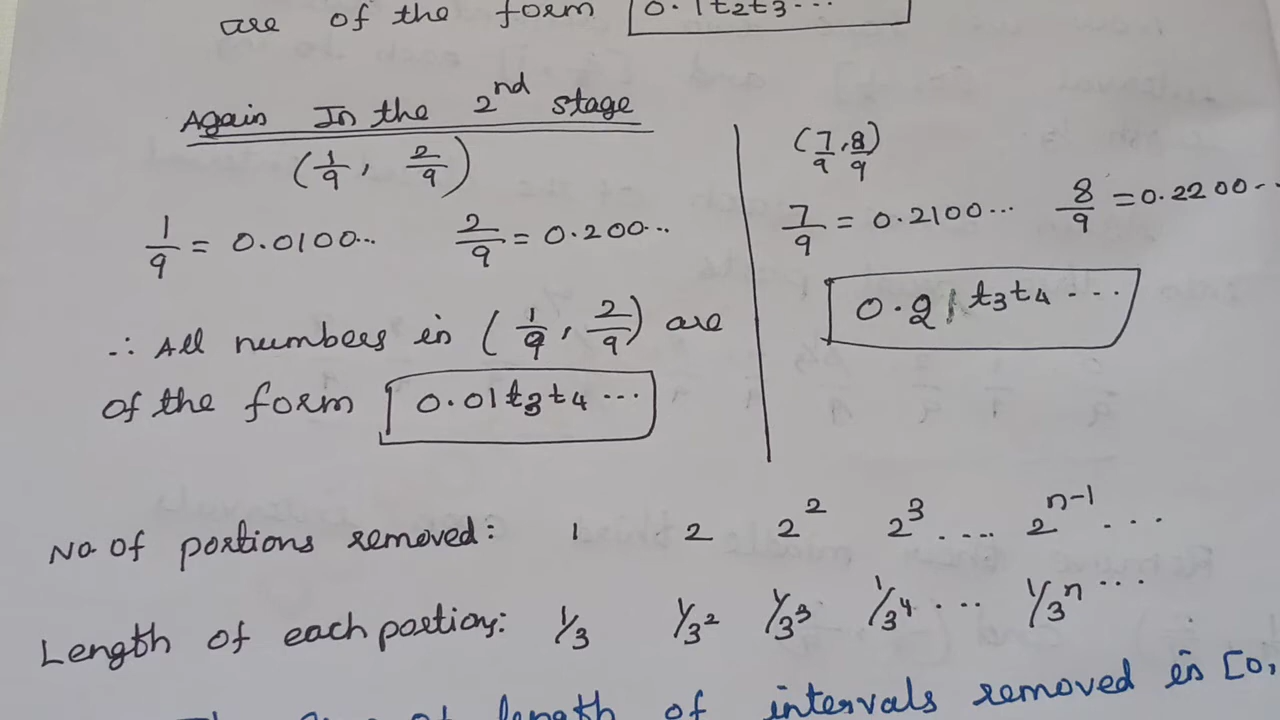 are of the form 0.1t2t3...
Again In the 2nd stage
(1/9, 2/9)
1/9 = 0.0100... 2/9 = 0.200...
∴ All numbers in (1/9, 2/9) are
of the form 0.01t3t4...
(7/9, 8/9)
7/9 = 0.2100... 8/9 = 0.2200..
0.21t3t4...
No. of portions removed: 1 2 2^2 2^3 .... 2^n-1 ...
Length of each portion: 1/3 1/3^2 1/3^3 1/3^4 ... 1/3^n ...
length of intervals removed in [0,